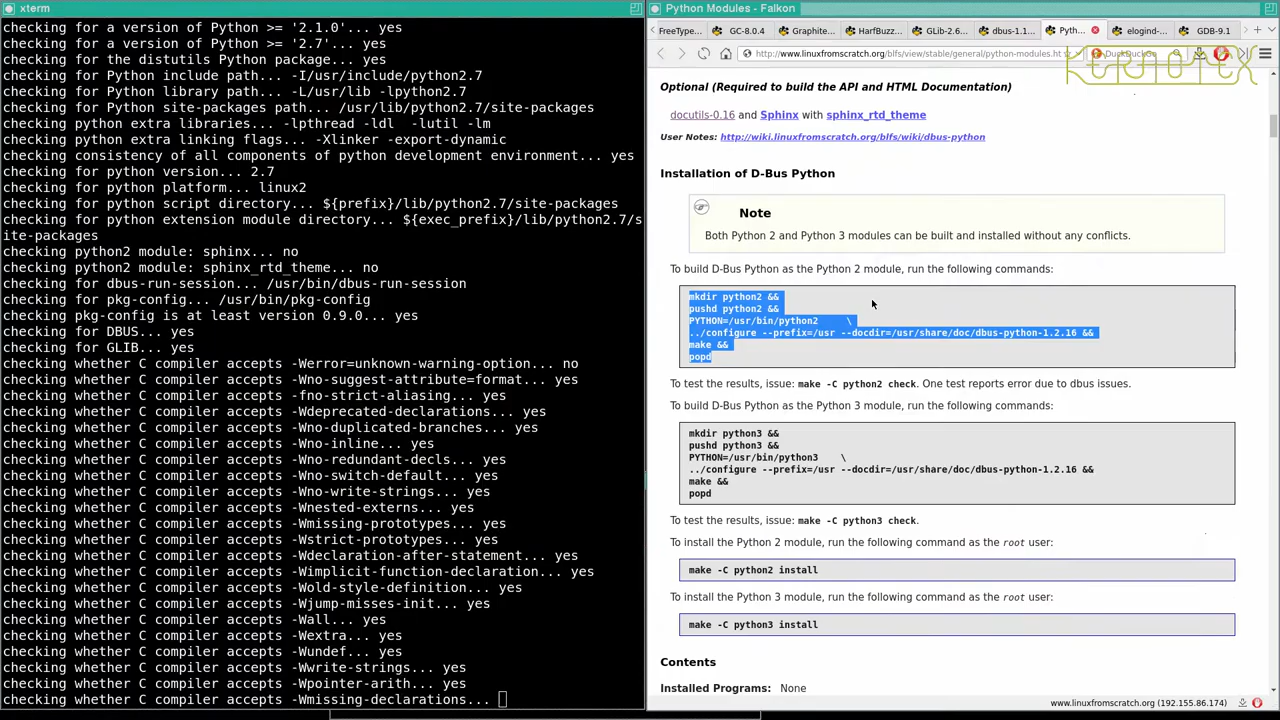 xterm
checking for a version of Python >= '2.1.0'... yes
checking for a version of Python >= '2.7'... yes
checking for the distutils Python package... yes
checking for Python include path... -I/usr/include/python2.7
checking for Python library path... -L/usr/lib -lpython2.7
checking for Python site-packages path... /usr/lib/python2.7/site-packages
checking python extra libraries... -lpthread -ldl  -lutil -lm
checking python extra linking flags... -Xlinker -export-dynamic
checking consistency of all components of python development environment... yes
checking for python version... 2.7
checking for python platform... linux2
checking for python script directory... ${prefix}/lib/python2.7/site-packages
checking for python extension module directory... ${exec_prefix}/lib/python2.7/s
ite-packages
checking python2 module: sphinx... no
checking python2 module: sphinx_rtd_theme... no
checking for dbus-run-session... /usr/bin/dbus-run-session
checking for pkg-config... /usr/bin/pkg-config
checking pkg-config is at least version 0.9.0... yes
checking for DBUS... yes
checking for GLIB... yes
checking whether C compiler accepts -Werror=unknown-warning-option... no
checking whether C compiler accepts -Wno-suggest-attribute=format... yes
checking whether C compiler accepts -fno-strict-aliasing... yes
checking whether C compiler accepts -Wdeprecated-declarations... yes
checking whether C compiler accepts -Wno-duplicated-branches... yes
checking whether C compiler accepts -Wno-inline... yes
checking whether C compiler accepts -Wno-redundant-decls... yes
checking whether C compiler accepts -Wno-switch-default... yes
checking whether C compiler accepts -Wno-write-strings... yes
checking whether C compiler accepts -Wnested-externs... yes
checking whether C compiler accepts -Wmissing-prototypes... yes
checking whether C compiler accepts -Wstrict-prototypes... yes
checking whether C compiler accepts -Wdeclaration-after-statement... yes
checking whether C compiler accepts -Wimplicit-function-declaration... yes
checking whether C compiler accepts -Wold-style-definition... yes
checking whether C compiler accepts -Wjump-misses-init... yes
checking whether C compiler accepts -Wall... yes
checking whether C compiler accepts -Wextra... yes
checking whether C compiler accepts -Wundef... yes
checking whether C compiler accepts -Wwrite-strings... yes
checking whether C compiler accepts -Wpointer-arith... yes
checking whether C compiler accepts -Wmissing-declarations...
Python Modules - Falkon
FreeType... GC-8.0.4 Graphite... HarfBuzz... GLib-2.6... dbus-1.1... Pyth... elogind-... GDB-9.1
http://www.linuxfromscratch.org/blfs/view/stable/general/python-modules.ht DuckDuckGo
KERNOTEX
Optional (Required to build the API and HTML Documentation)
docutils-0.16 and Sphinx with sphinx_rtd_theme
User Notes: http://wiki.linuxfromscratch.org/blfs/wiki/dbus-python
Installation of D-Bus Python
Note
Both Python 2 and Python 3 modules can be built and installed without any conflicts.
To build D-Bus Python as the Python 2 module, run the following commands:
mkdir python2 &&
pushd python2 &&
PYTHON=/usr/bin/python2     \
../configure --prefix=/usr --docdir=/usr/share/doc/dbus-python-1.2.16 &&
make &&
popd
To test the results, issue: make -C python2 check. One test reports error due to dbus issues.
To build D-Bus Python as the Python 3 module, run the following commands:
mkdir python3 &&
pushd python3 &&
PYTHON=/usr/bin/python3    \
../configure --prefix=/usr --docdir=/usr/share/doc/dbus-python-1.2.16 &&
make &&
popd
To test the results, issue: make -C python3 check.
To install the Python 2 module, run the following command as the root user:
make -C python2 install
To install the Python 3 module, run the following command as the root user:
make -C python3 install
Contents
Installed Programs: None
www.linuxfromscratch.org (192.155.86.174)